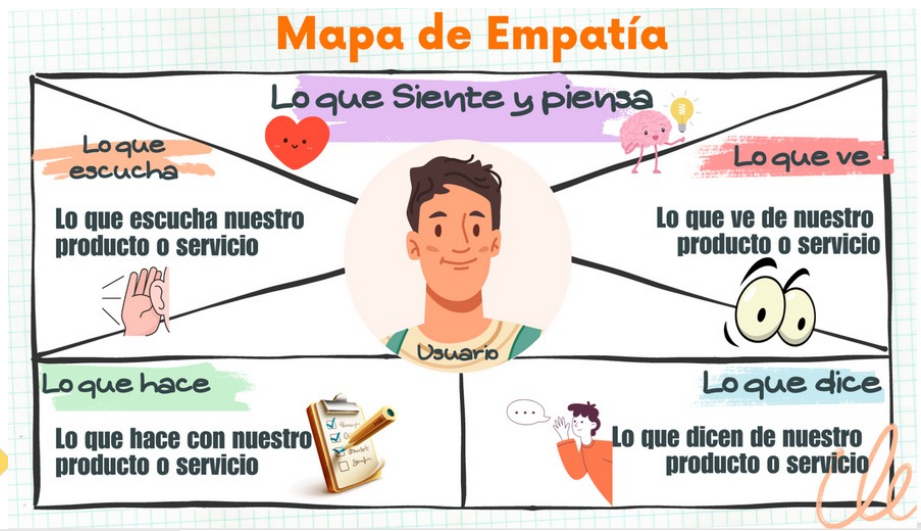 Mapa de Empatía
Lo que Siente y piensa
Lo que
escucha
Lo que escucha nuestro
producto o servicio
Lo que ve
Lo que ve de nuestro
producto o servicio
Usuario
Lo que hace
Lo que hace con nuestro
producto o servicio
Lo que dice
Lo que dicen de nuestro
producto o servicio